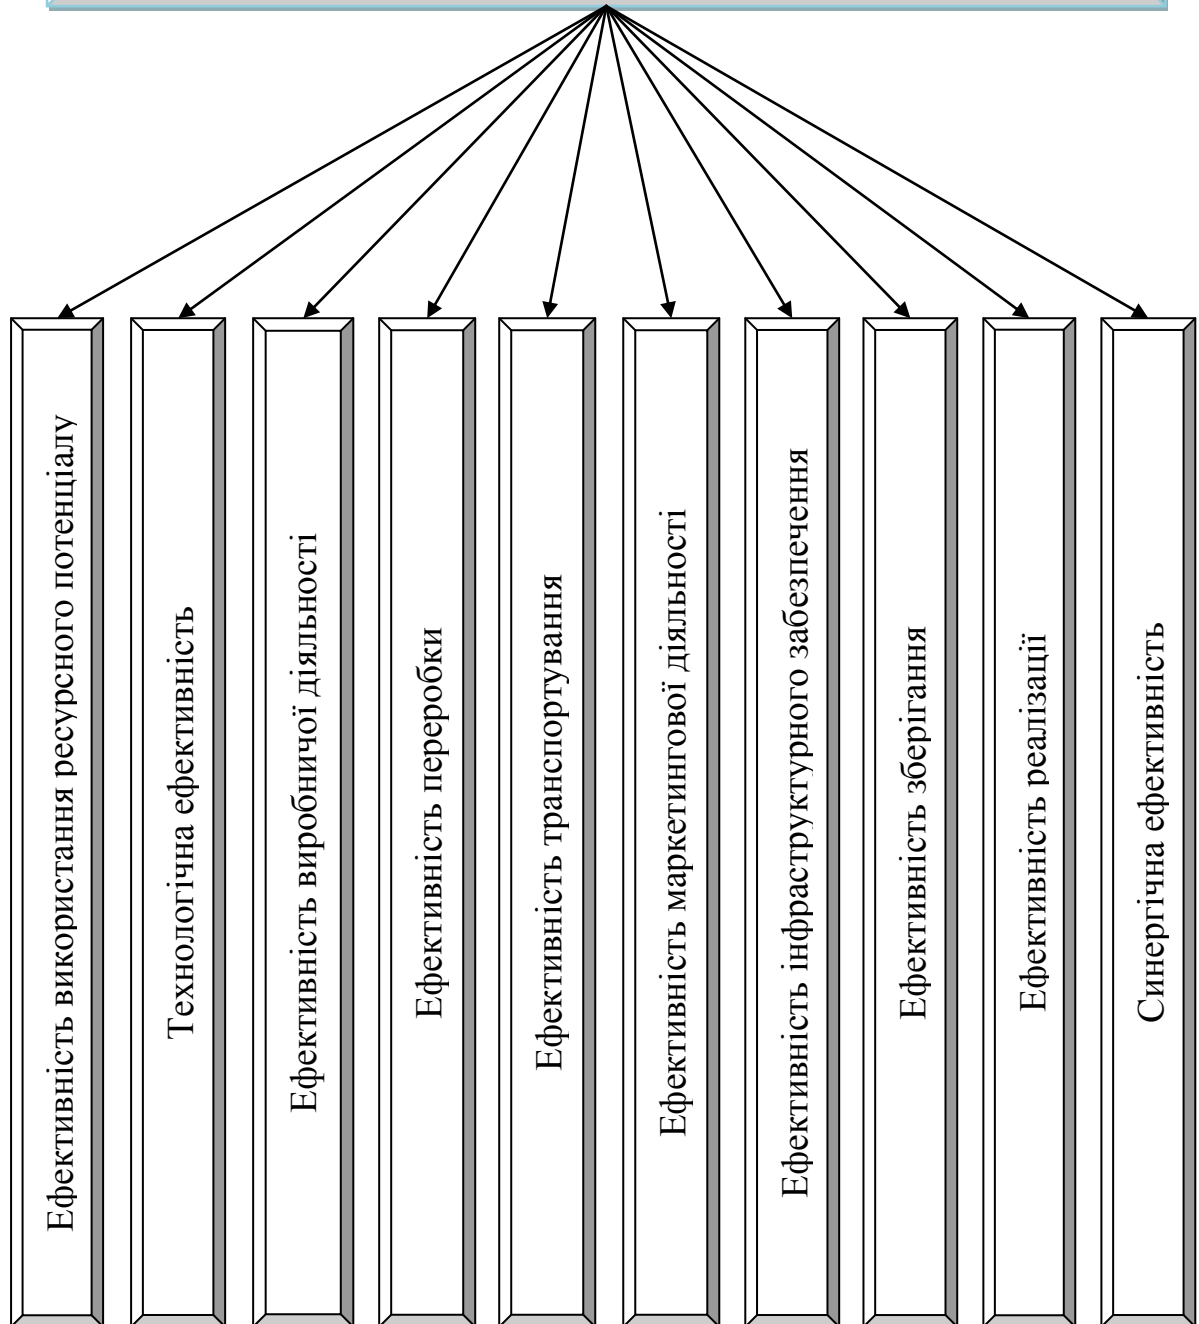 Ефективність використання ресурсного потенціалу
Технологічна ефективність
Ефективність виробничої діяльності
Ефективність переробки
Ефективність транспортування
Ефективність маркетингової діяльності
Ефективність інфраструктурного забезпечення
Ефективність зберігання
Ефективність реалізації
Синергічна ефективність